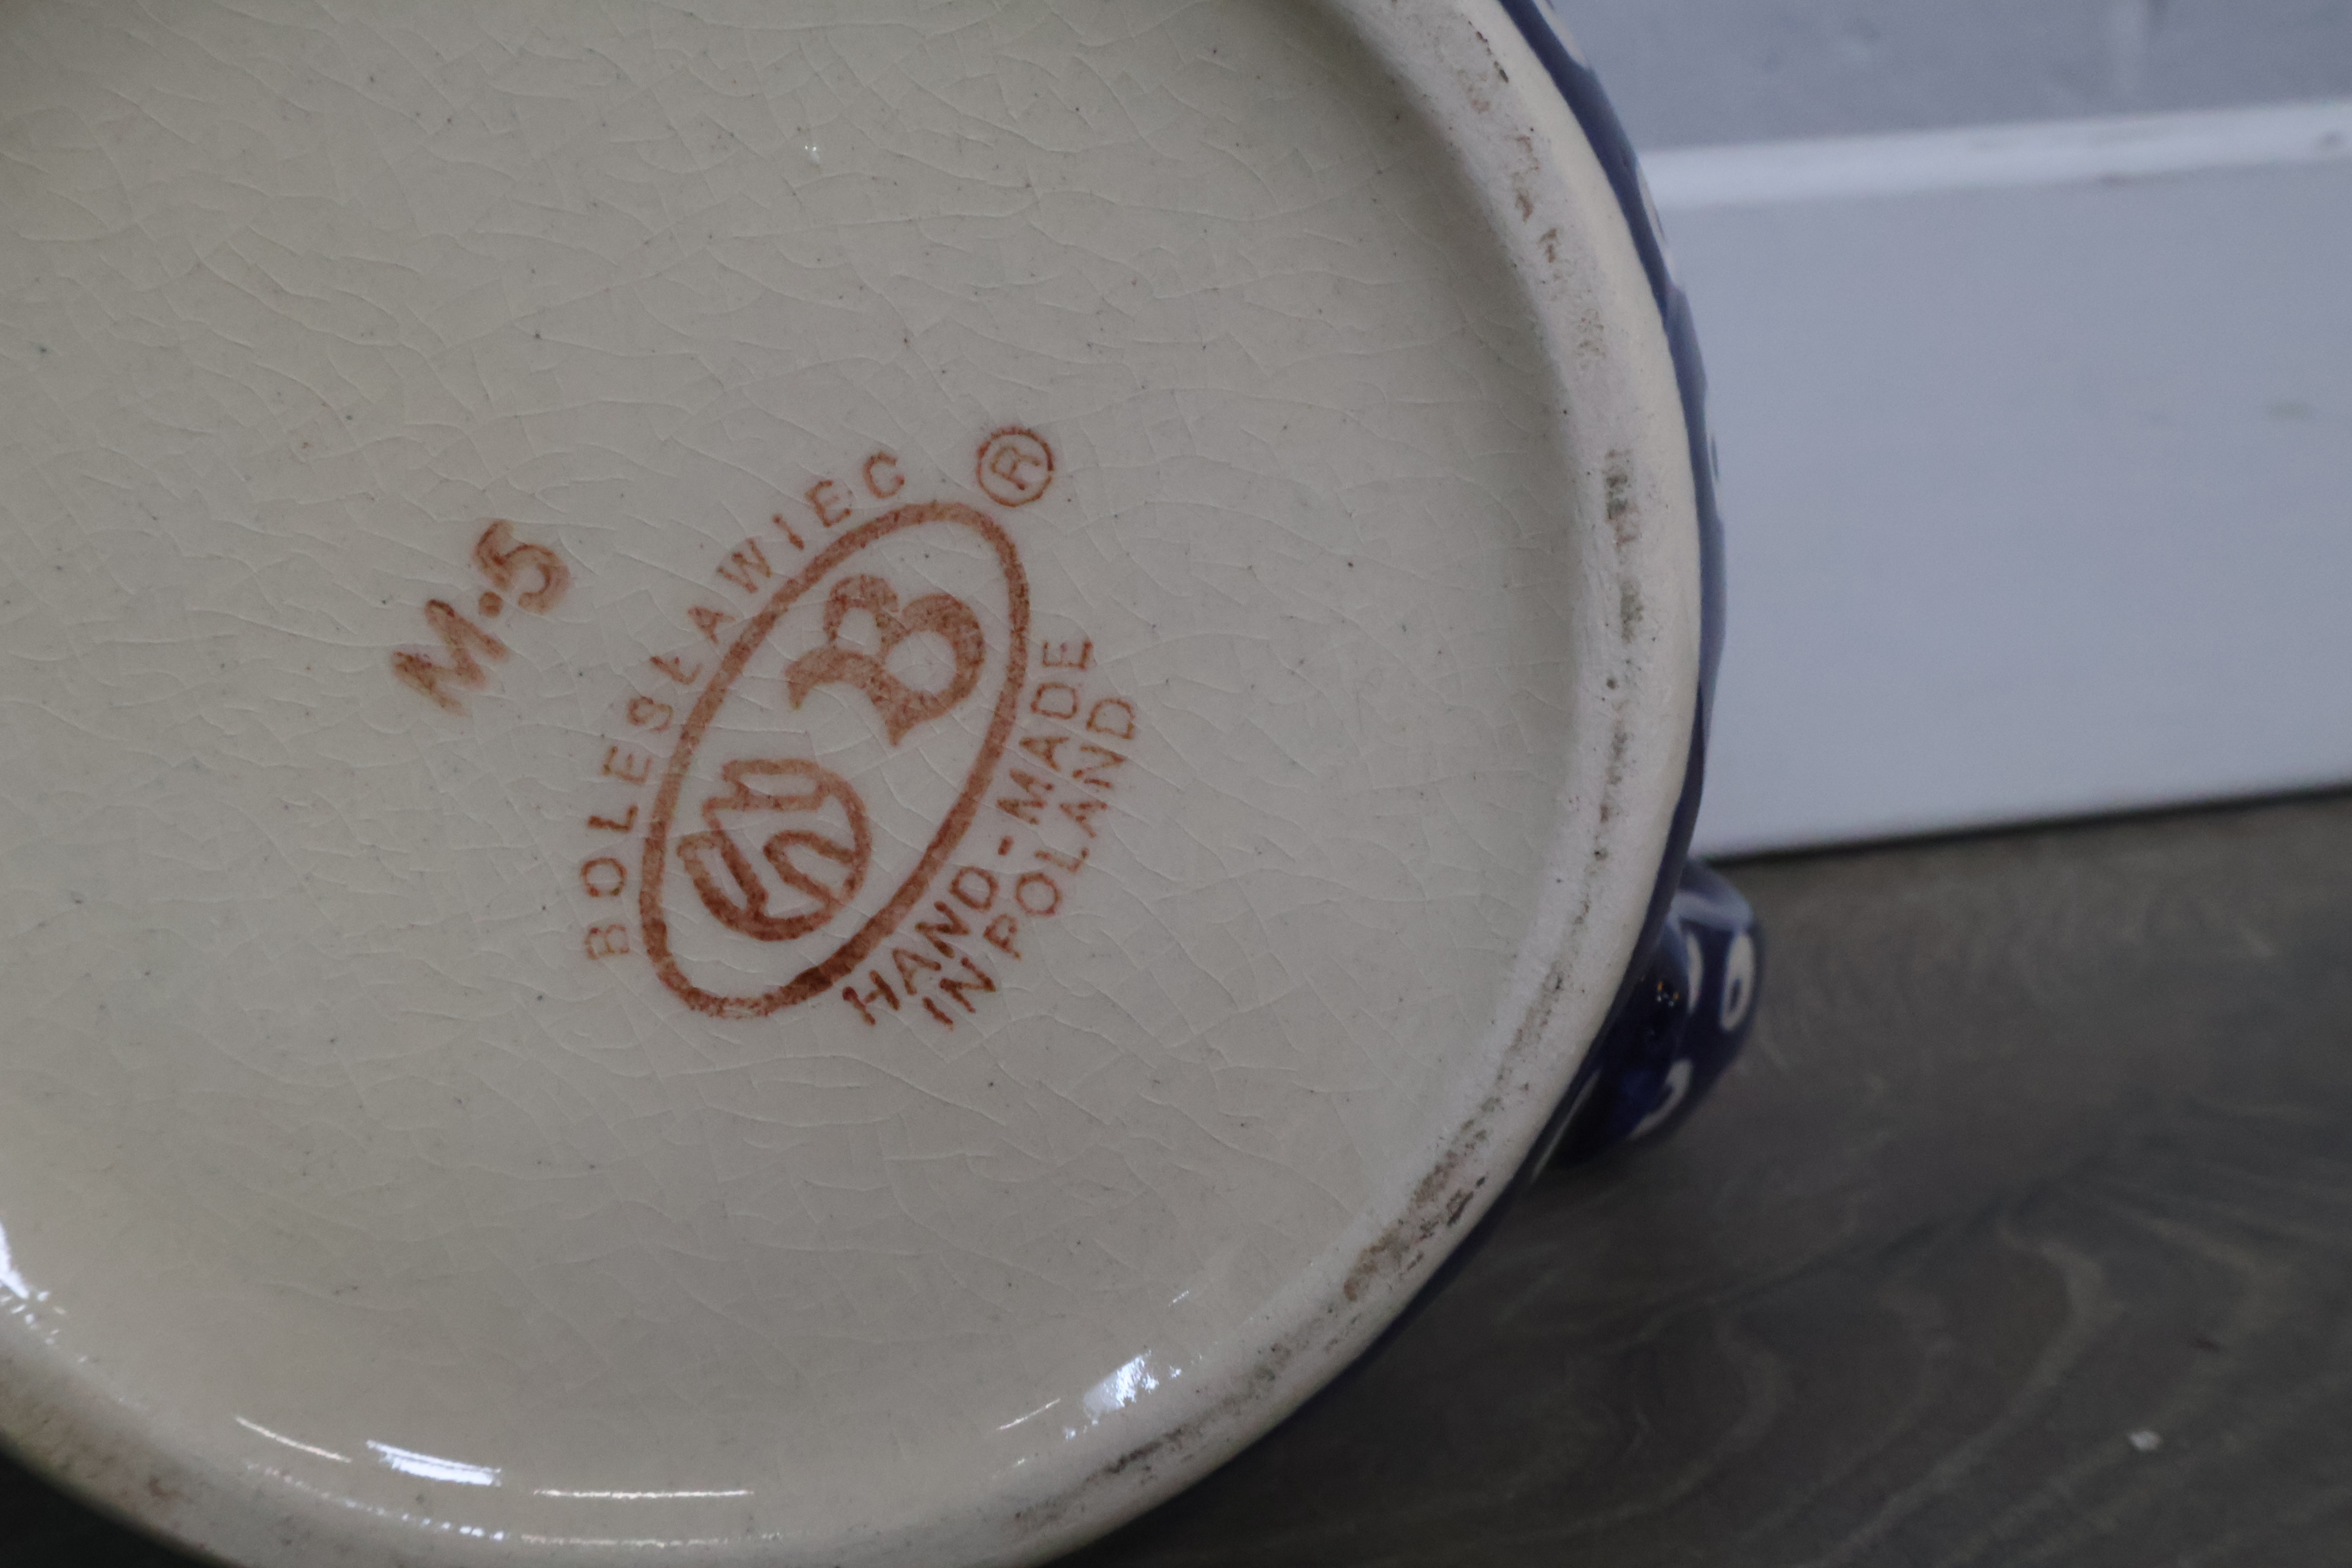 M·5
BOLESŁAWIEC ®
B
HAND-MADE
IN POLAND